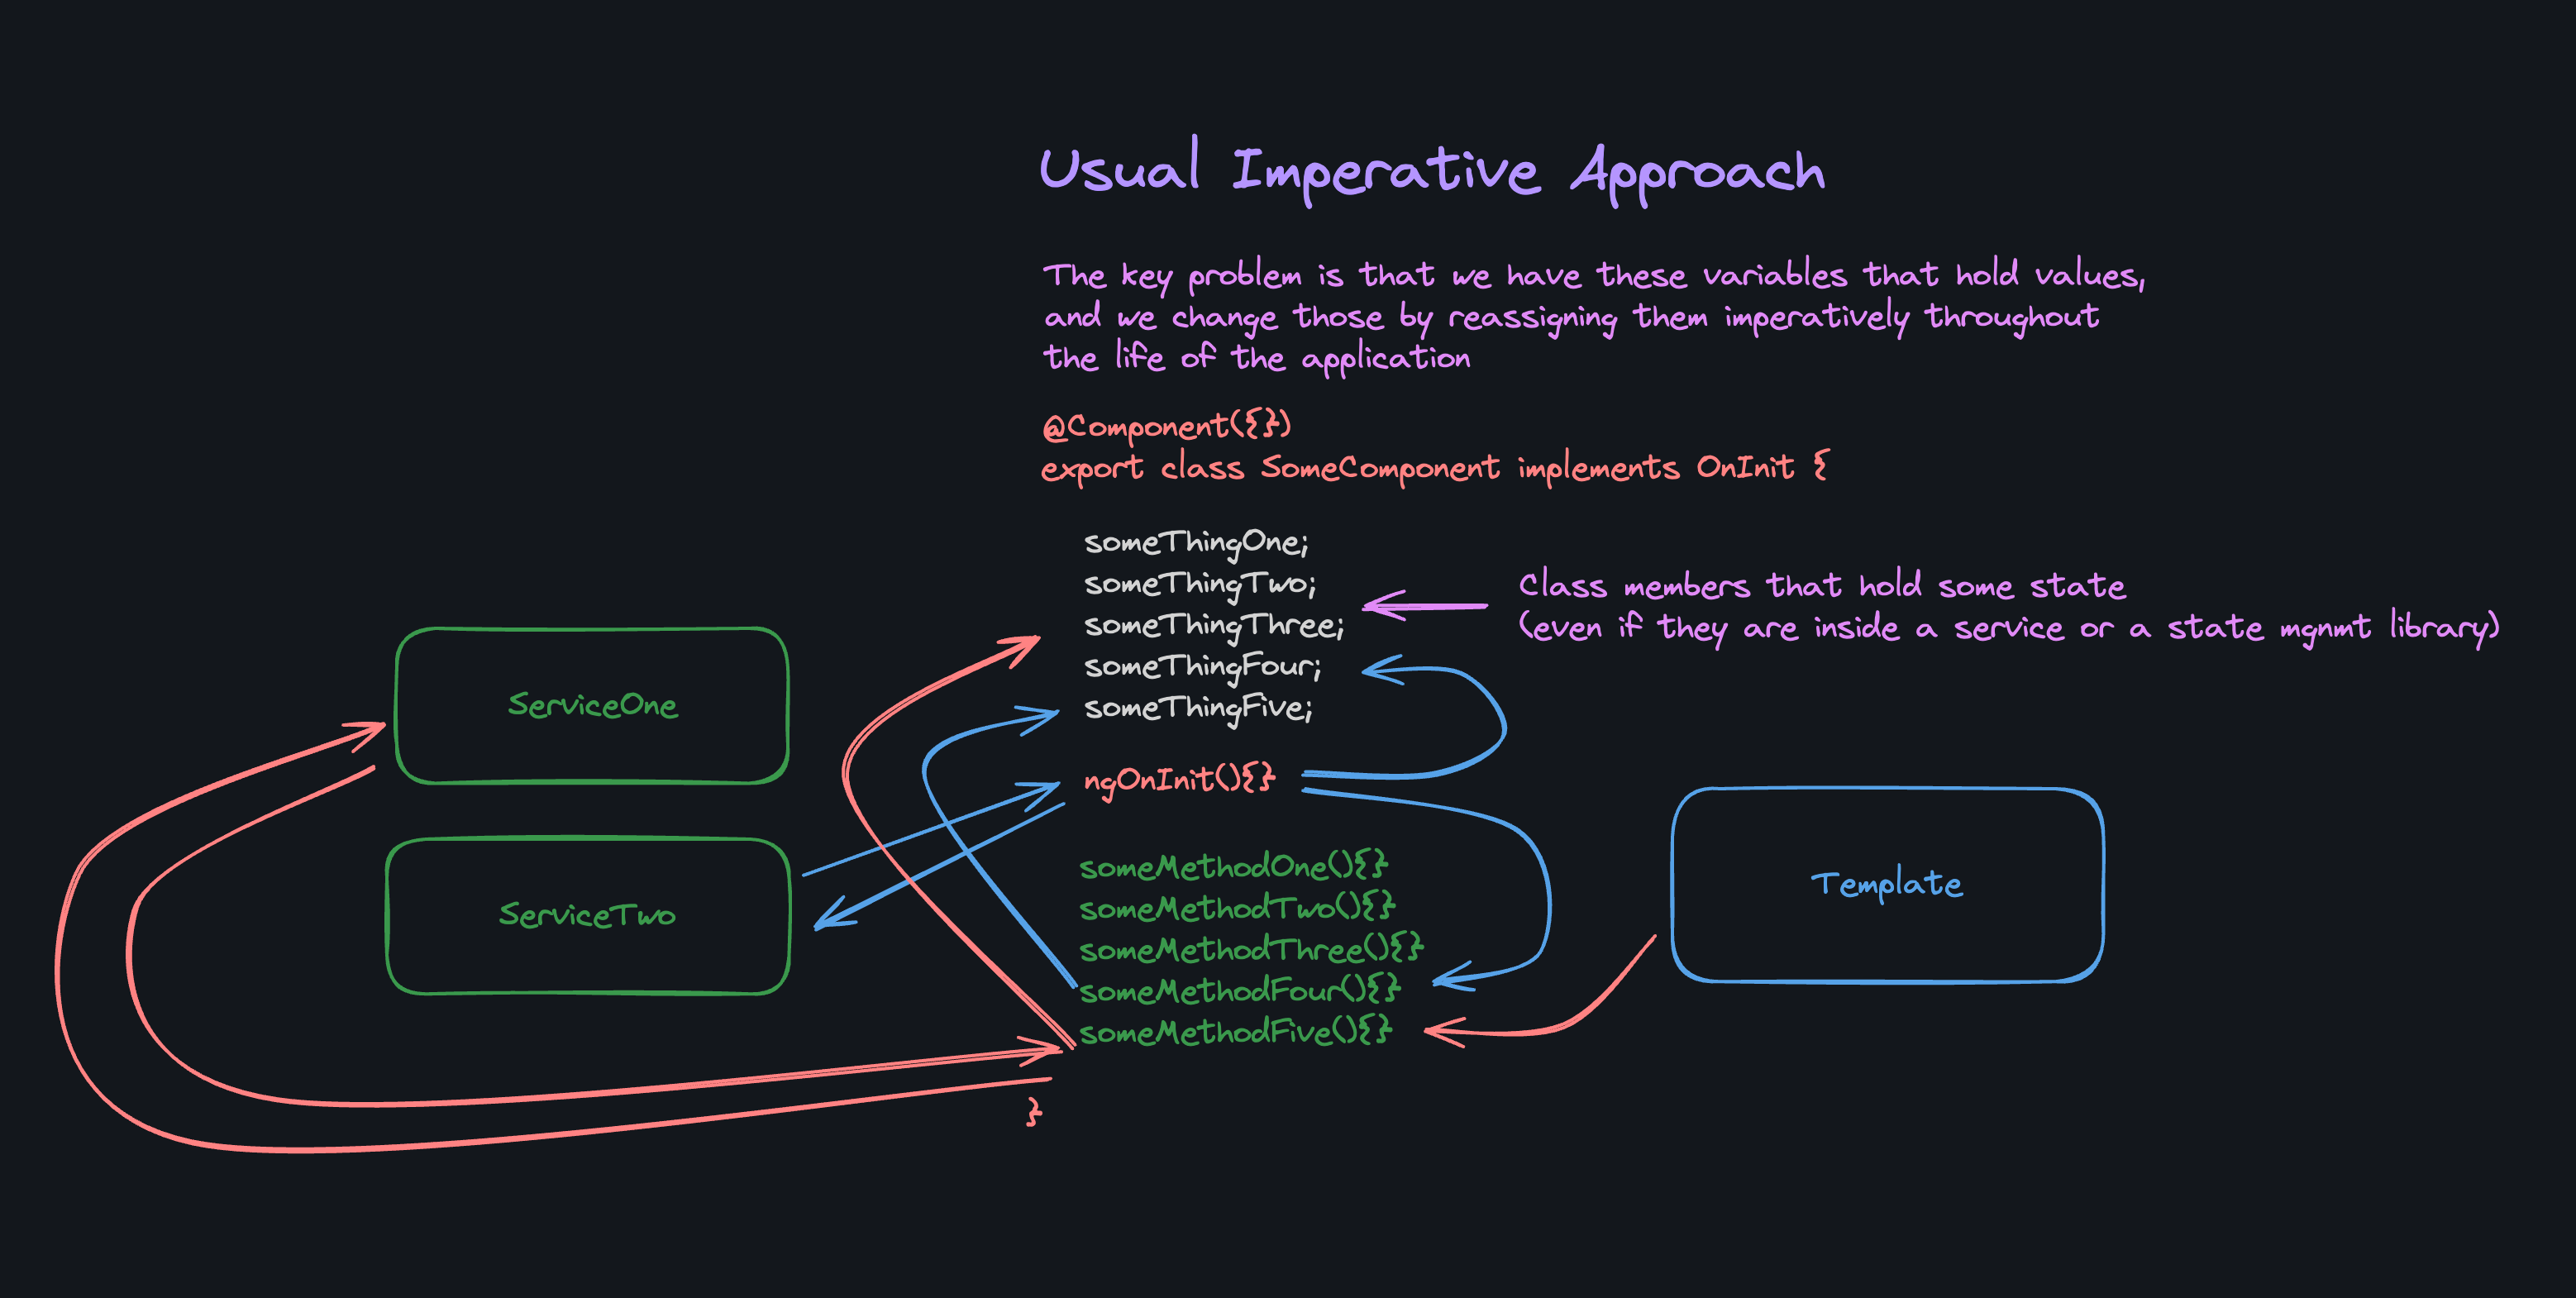 Usual Imperative Approach
The key problem is that we have these variables that hold values,
and we change those by reassigning them imperatively throughout
the life of the application
@Component({})
export class SomeComponent implements OnInit {
someThingOne;
someThingTwo;
someThingThree;
someThingFour;
someThingFive;
Class members that hold some state
(even if they are inside a service or a state mgnmt library)
ServiceOne
ngOnInit(){}
ServiceTwo
someMethodOne(){}
someMethodTwo(){}
someMethodThree(){}
someMethodFour(){}
someMethodFive(){}
Template
}